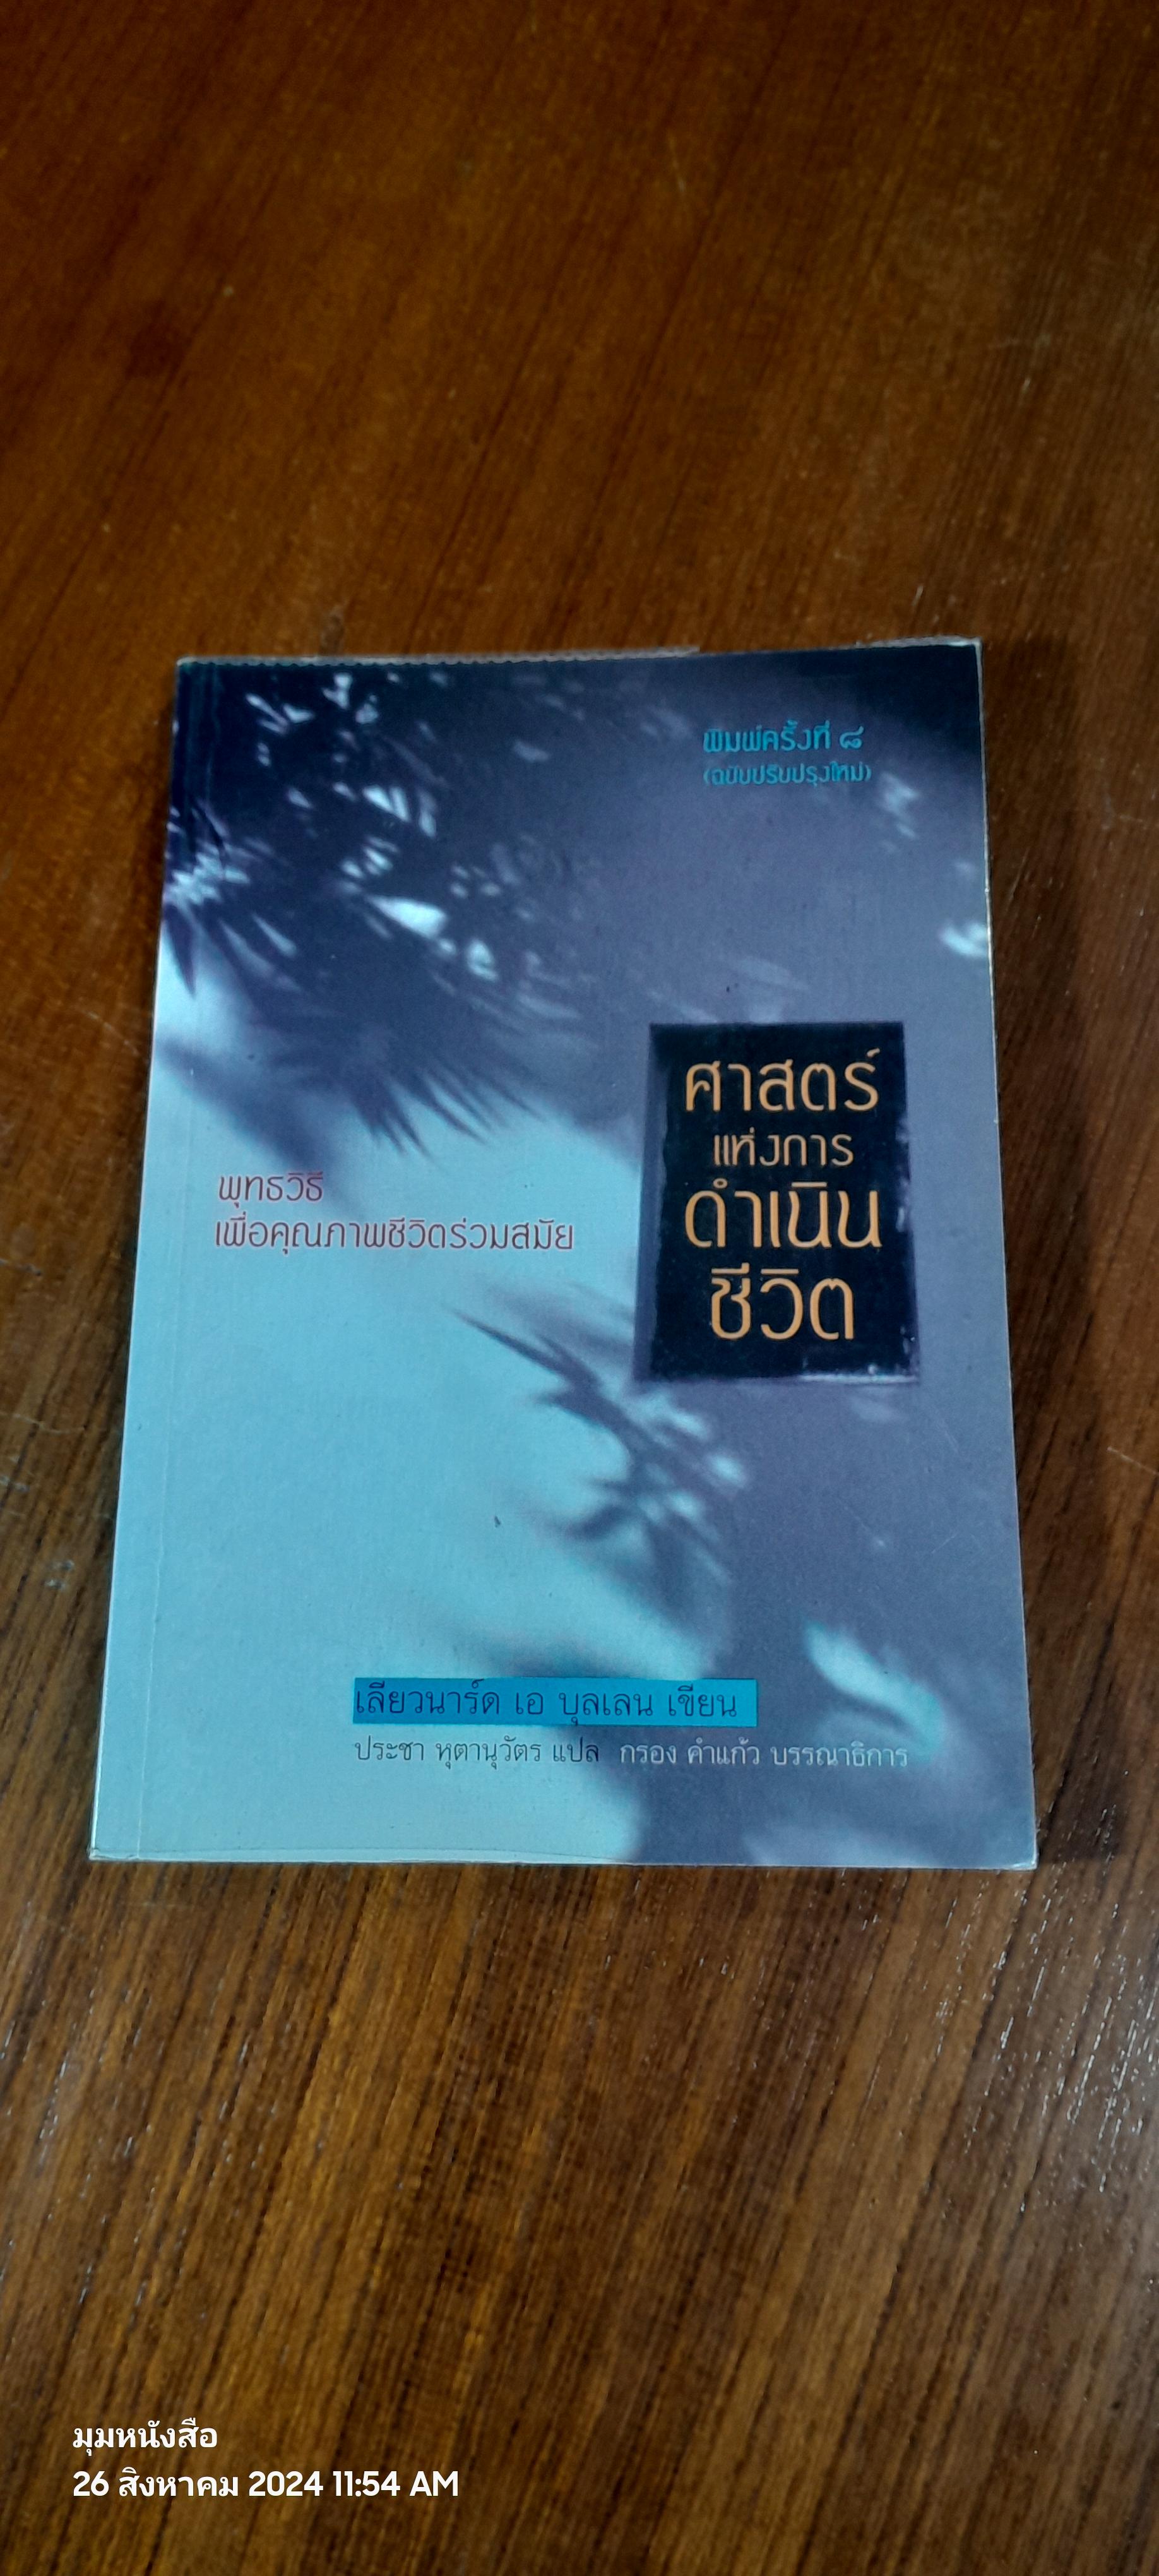 พิมพ์ครั้งที่ ๘
(ฉบับปรับปรุงใหม่)
ศาสตร์
แห่งการ
ดำเนิน
ชีวิต
พุทธวิธี
เพื่อคุณภาพชีวิตร่วมสมัย
เลียวนาร์ด เอ บุลเลน เขียน
ประชา หุตานุวัตร แปล กรอง คำแก้ว บรรณาธิการ
มุมหนังสือ
26 สิงหาคม 2024 11:54 AM